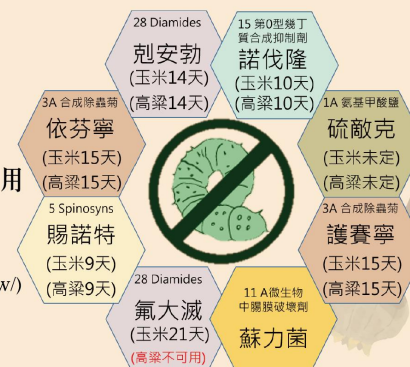 28 Diamides
剋安勃
(玉米14天)
(高粱14天)
15 第0型幾丁
質合成抑制劑
諾伐隆
(玉米10天)
(高粱10天)
3A 合成除蟲菊
依芬寧
(玉米15天)
(高粱15天)
1A 氨基甲酸鹽
硫敵克
(玉米未定)
(高粱未定)
用
5 Spinosyns
賜諾特
(玉米9天)
(高粱9天)
3A 合成除蟲菊
護賽寧
(玉米15天)
(高粱15天)
w/)
28 Diamides
氟大滅
(玉米21天)
(高粱不可用)
11 A微生物
中腸膜破壞劑
蘇力菌